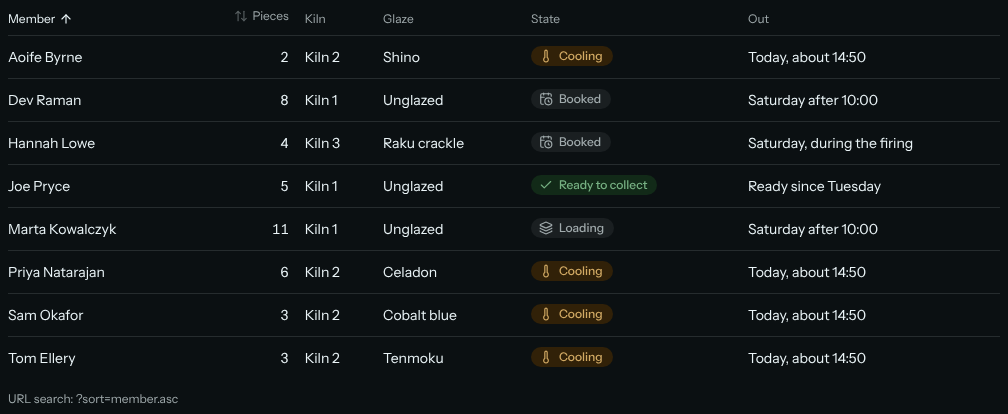 Member Pieces Kiln Glaze State Out
Aoife Byrne 2 Kiln 2 Shino Cooling Today, about 14:50
Dev Raman 8 Kiln 1 Unglazed Booked Saturday after 10:00
Hannah Lowe 4 Kiln 3 Raku crackle Booked Saturday, during the firing
Joe Pryce 5 Kiln 1 Unglazed Ready to collect Ready since Tuesday
Marta Kowalczyk 11 Kiln 1 Unglazed Loading Saturday after 10:00
Priya Natarajan 6 Kiln 2 Celadon Cooling Today, about 14:50
Sam Okafor 3 Kiln 2 Cobalt blue Cooling Today, about 14:50
Tom Ellery 3 Kiln 2 Tenmoku Cooling Today, about 14:50
URL search: ?sort=member.asc